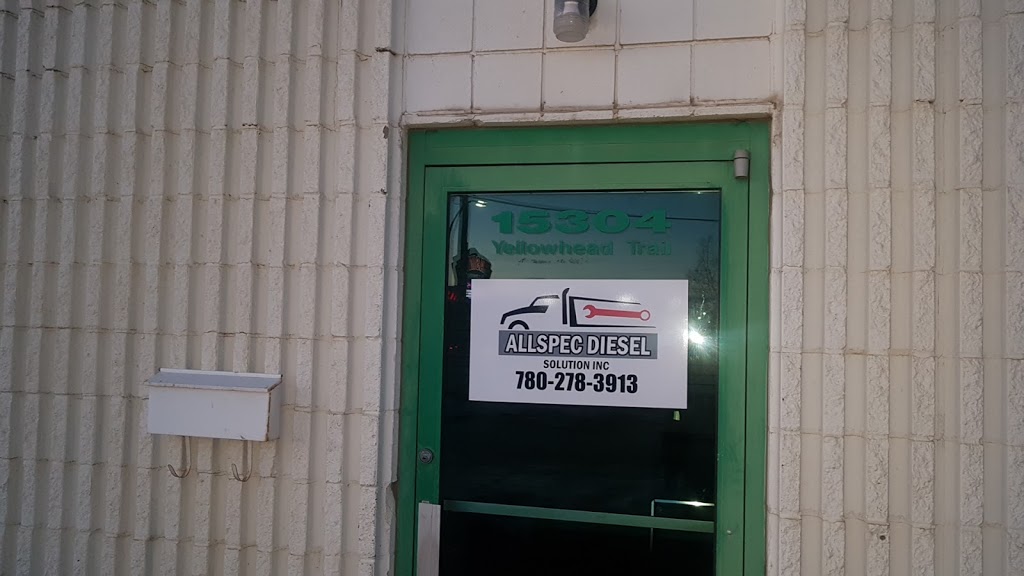 15304
Yellowhead Trail
ALLSPEC DIESEL
SOLUTION INC
780-278-3913